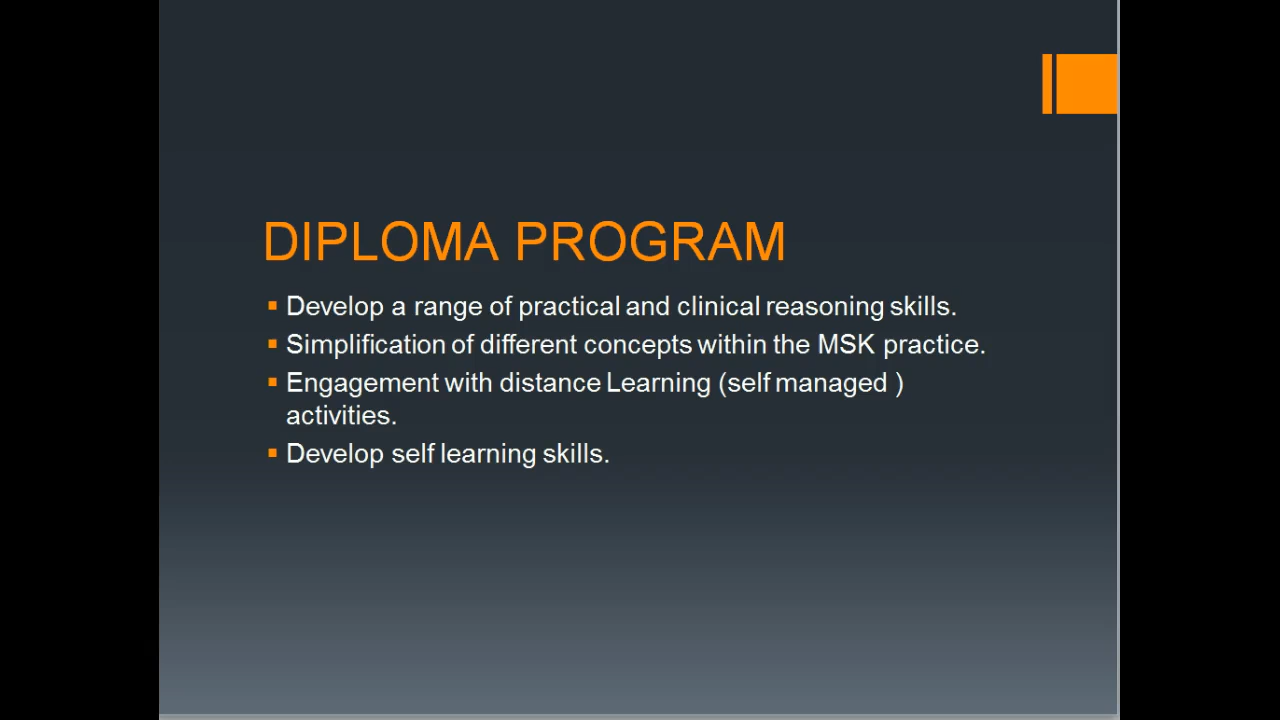 DIPLOMA PROGRAM
▪ Develop a range of practical and clinical reasoning skills.
▪ Simplification of different concepts within the MSK practice.
▪ Engagement with distance Learning (self managed )
activities.
▪ Develop self learning skills.